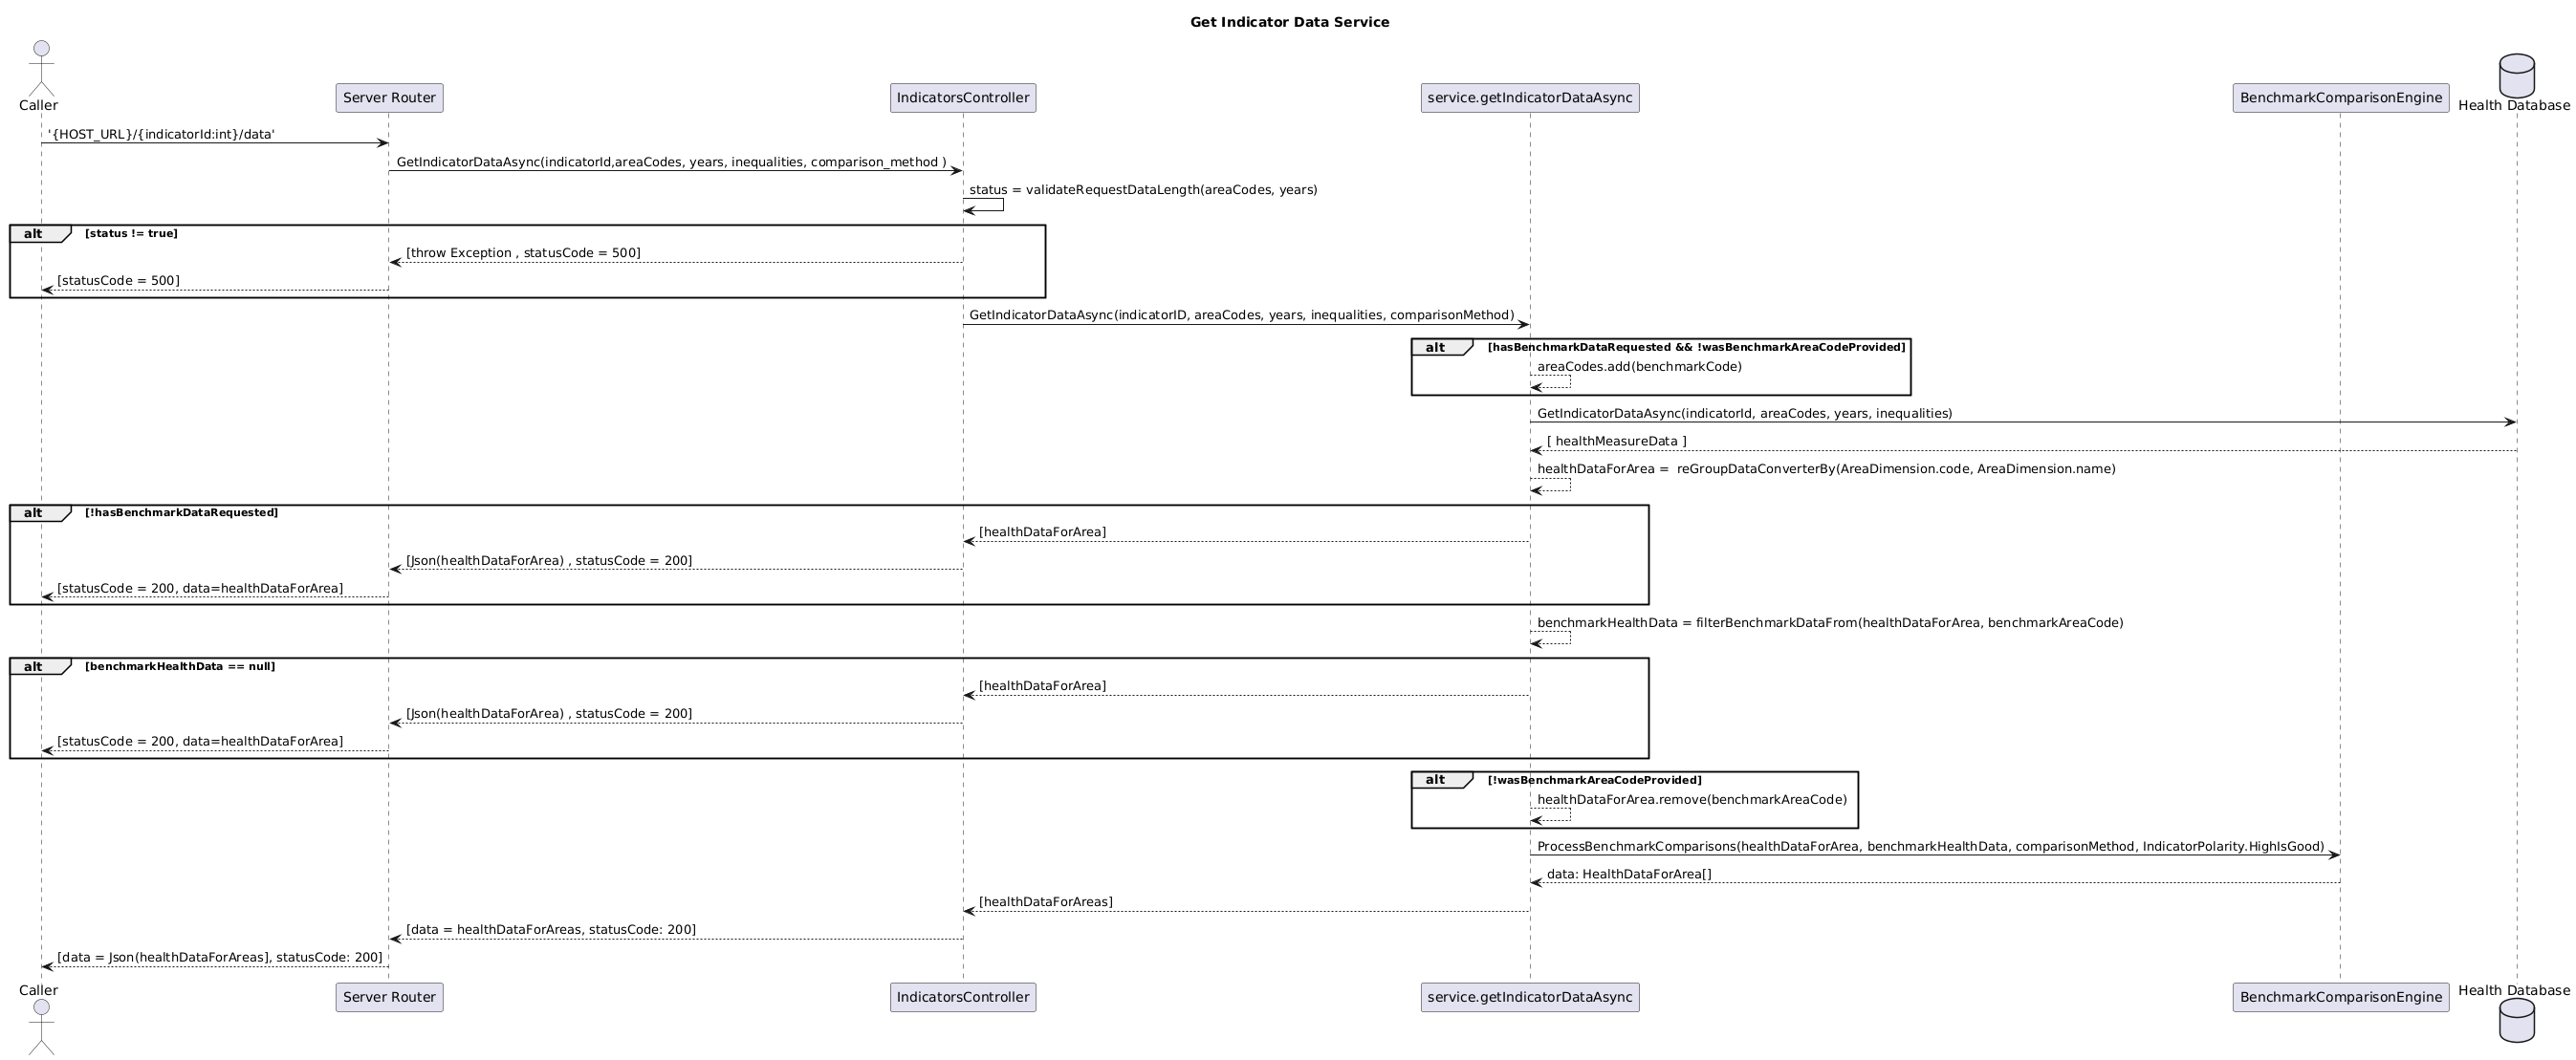 Get Indicator Data Service
Caller
Server Router
IndicatorsController
service.getIndicatorDataAsync
BenchmarkComparisonEngine
Health Database
'{HOST_URL}/{indicatorId:int}/data'
GetIndicatorDataAsync(indicatorId,areaCodes, years, inequalities, comparison_method )
status = validateRequestDataLength(areaCodes, years)
alt [status != true]
[throw Exception , statusCode = 500]
[statusCode = 500]
GetIndicatorDataAsync(indicatorID, areaCodes, years, inequalities, comparisonMethod)
alt [hasBenchmarkDataRequested && !wasBenchmarkAreaCodeProvided]
areaCodes.add(benchmarkCode)
GetIndicatorDataAsync(indicatorId, areaCodes, years, inequalities)
[ healthMeasureData ]
healthDataForArea =  reGroupDataConverterBy(AreaDimension.code, AreaDimension.name)
alt [!hasBenchmarkDataRequested]
[healthDataForArea]
[Json(healthDataForArea) , statusCode = 200]
[statusCode = 200, data=healthDataForArea]
benchmarkHealthData = filterBenchmarkDataFrom(healthDataForArea, benchmarkAreaCode)
alt [benchmarkHealthData == null]
[healthDataForArea]
[Json(healthDataForArea) , statusCode = 200]
[statusCode = 200, data=healthDataForArea]
alt [!wasBenchmarkAreaCodeProvided]
healthDataForArea.remove(benchmarkAreaCode)
ProcessBenchmarkComparisons(healthDataForArea, benchmarkHealthData, comparisonMethod, IndicatorPolarity.HighIsGood)
data: HealthDataForArea[]
[healthDataForAreas]
[data = healthDataForAreas, statusCode: 200]
[data = Json(healthDataForAreas], statusCode: 200]
Caller
Server Router
IndicatorsController
service.getIndicatorDataAsync
BenchmarkComparisonEngine
Health Database